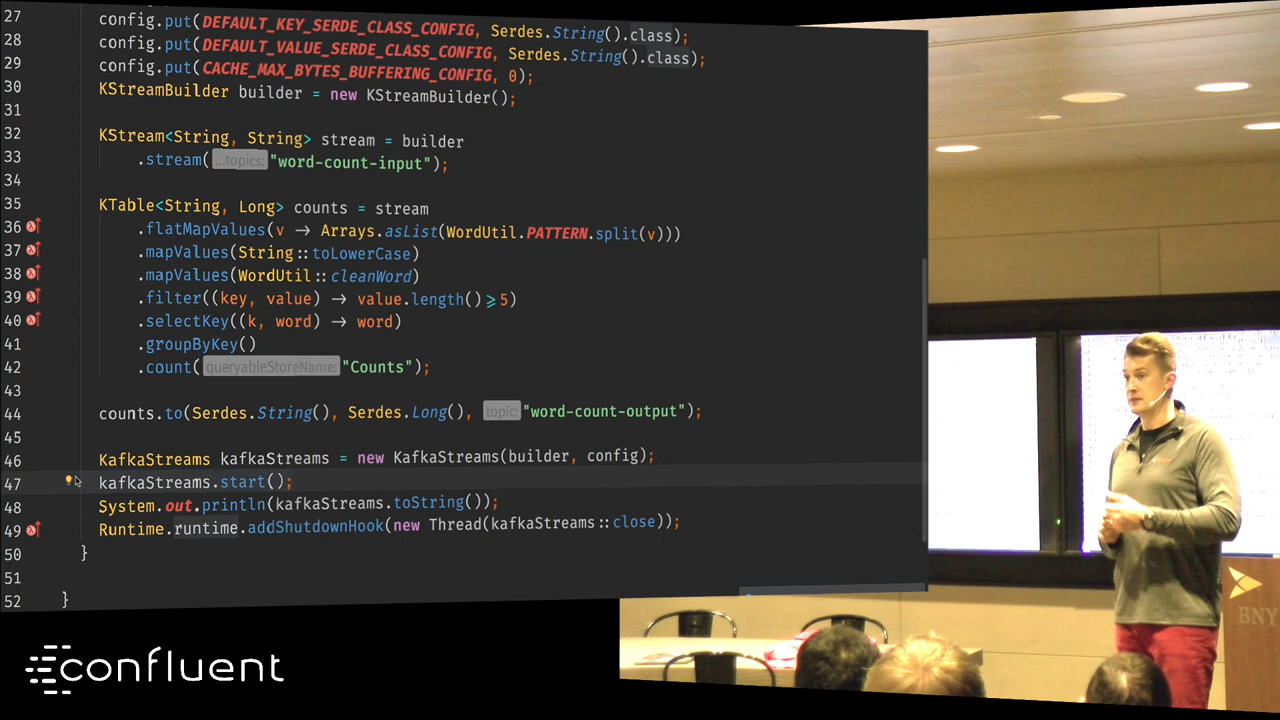 27 config.put(DEFAULT_KEY_SERDE_CLASS_CONFIG, Serdes.String().class);
28 config.put(DEFAULT_VALUE_SERDE_CLASS_CONFIG, Serdes.String().class);
29 config.put(CACHE_MAX_BYTES_BUFFERING_CONFIG, 0);
30 KStreamBuilder builder = new KStreamBuilder();
31
32 KStream<String, String> stream = builder
33 .stream( ...topics: "word-count-input");
34
35 KTable<String, Long> counts = stream
36 .flatMapValues(v → Arrays.asList(WordUtil.PATTERN.split(v)))
37 .mapValues(String::toLowerCase)
38 .mapValues(WordUtil::cleanWord)
39 .filter((key, value) → value.length() ⩾ 5)
40 .selectKey((k, word) → word)
41 .groupByKey()
42 .count( queryableStoreName: "Counts");
43
44 counts.to(Serdes.String(), Serdes.Long(), topic: "word-count-output");
45
46 KafkaStreams kafkaStreams = new KafkaStreams(builder, config);
47 kafkaStreams.start();
48 System.out.println(kafkaStreams.toString());
49 Runtime.runtime.addShutdownHook(new Thread(kafkaStreams::close));
50 }
51
52 }
confluent
BNY